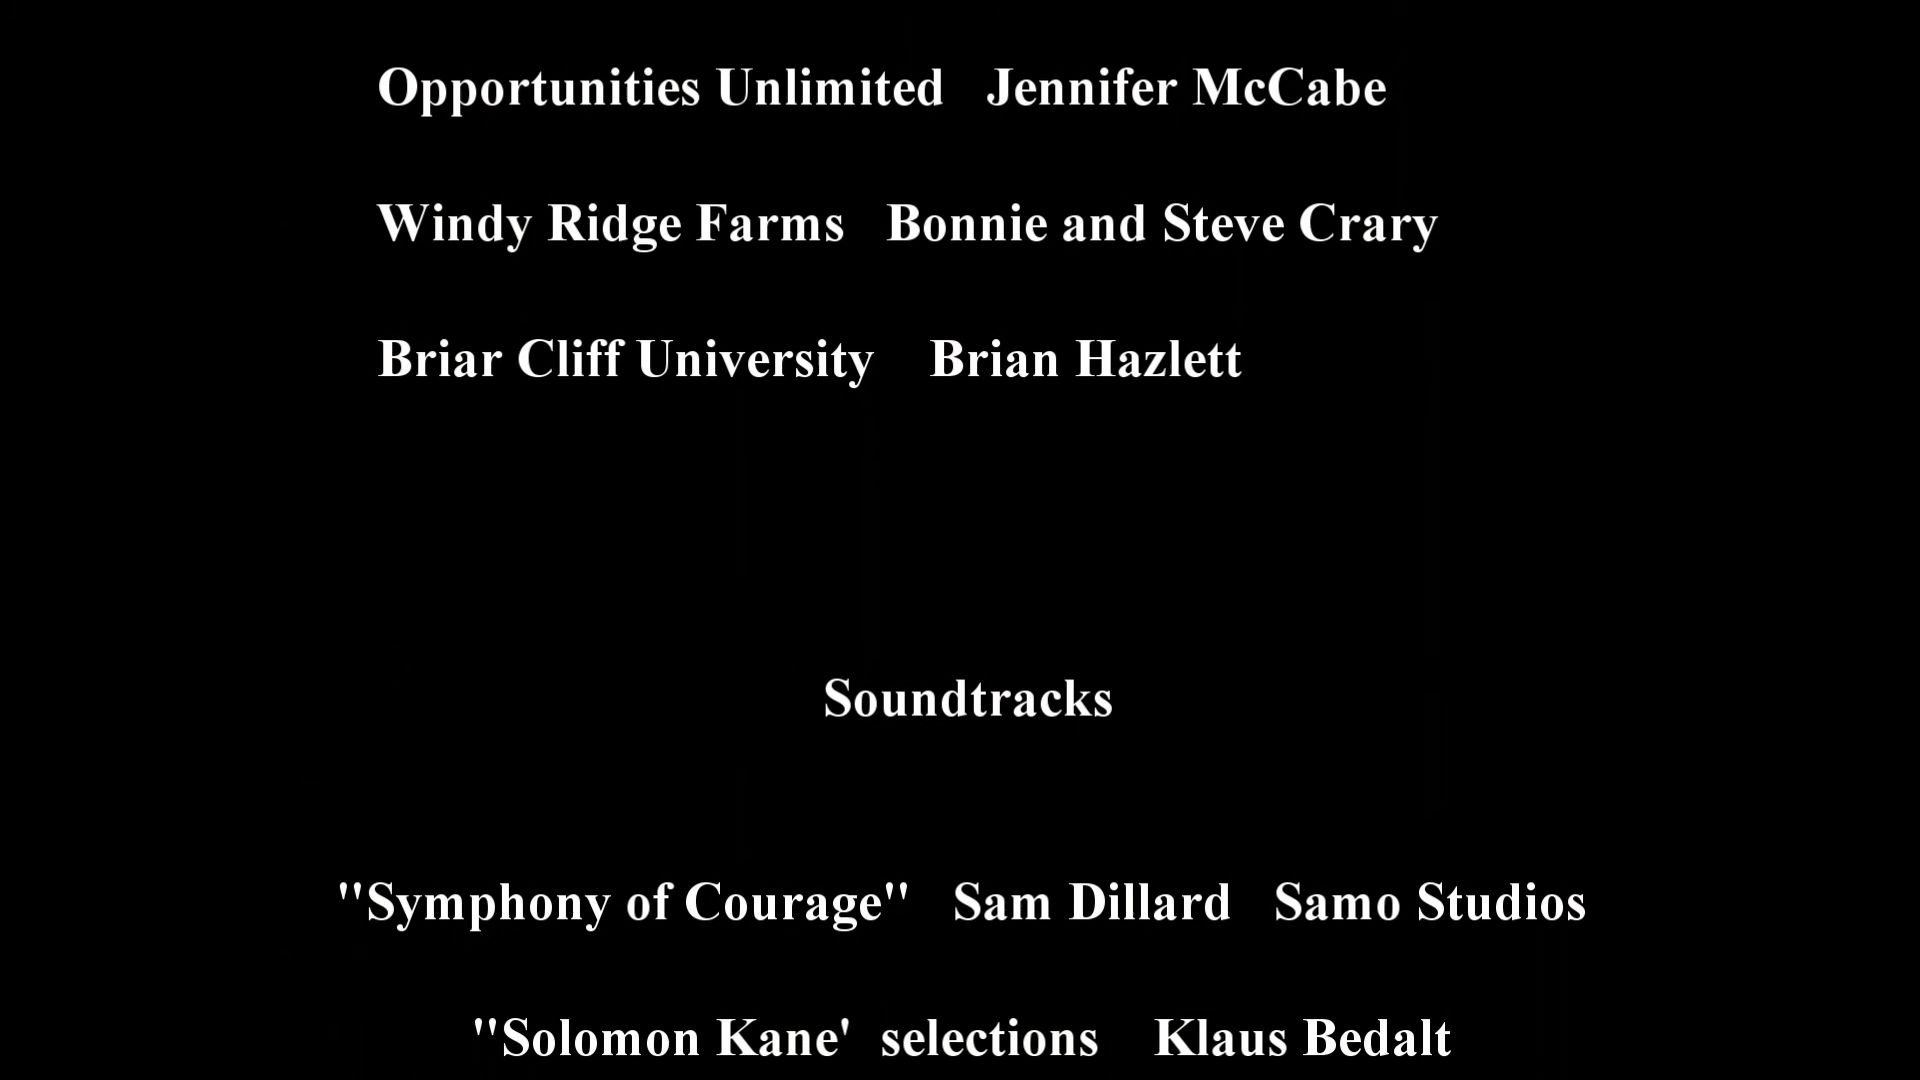 Opportunities Unlimited   Jennifer McCabe
Windy Ridge Farms   Bonnie and Steve Crary
Briar Cliff University    Brian Hazlett
Soundtracks
"Symphony of Courage"   Sam Dillard   Samo Studios
"Solomon Kane'  selections    Klaus Bedalt